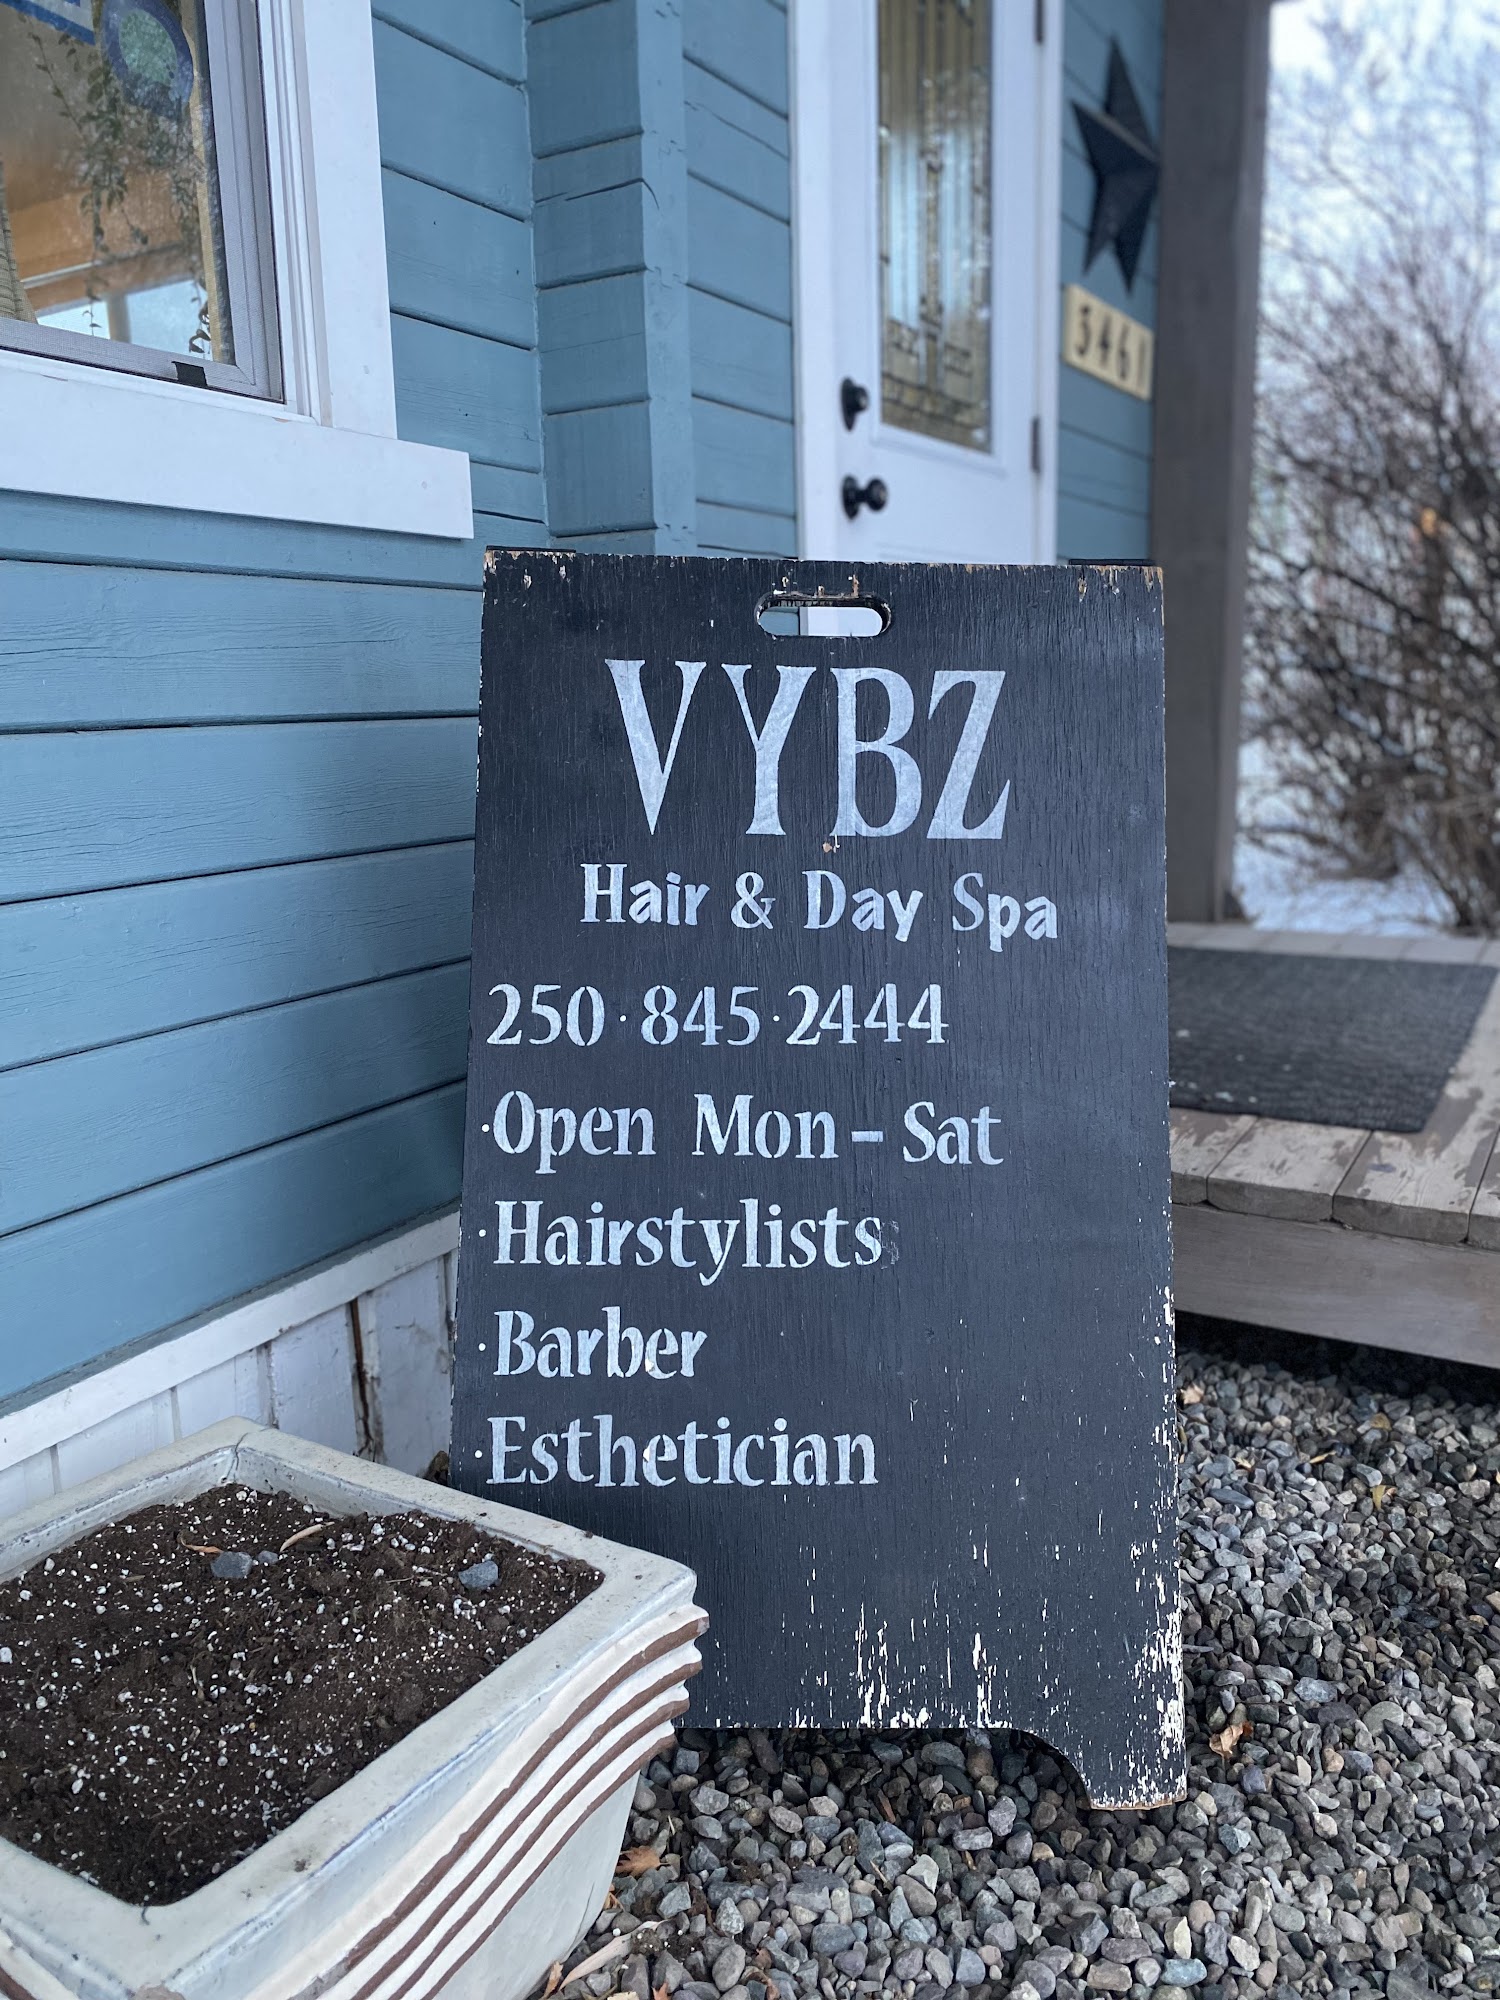 3461
VYBZ
Hair & Day Spa
250·845·2444
·Open Mon-Sat
·Hairstylists
·Barber
·Esthetician